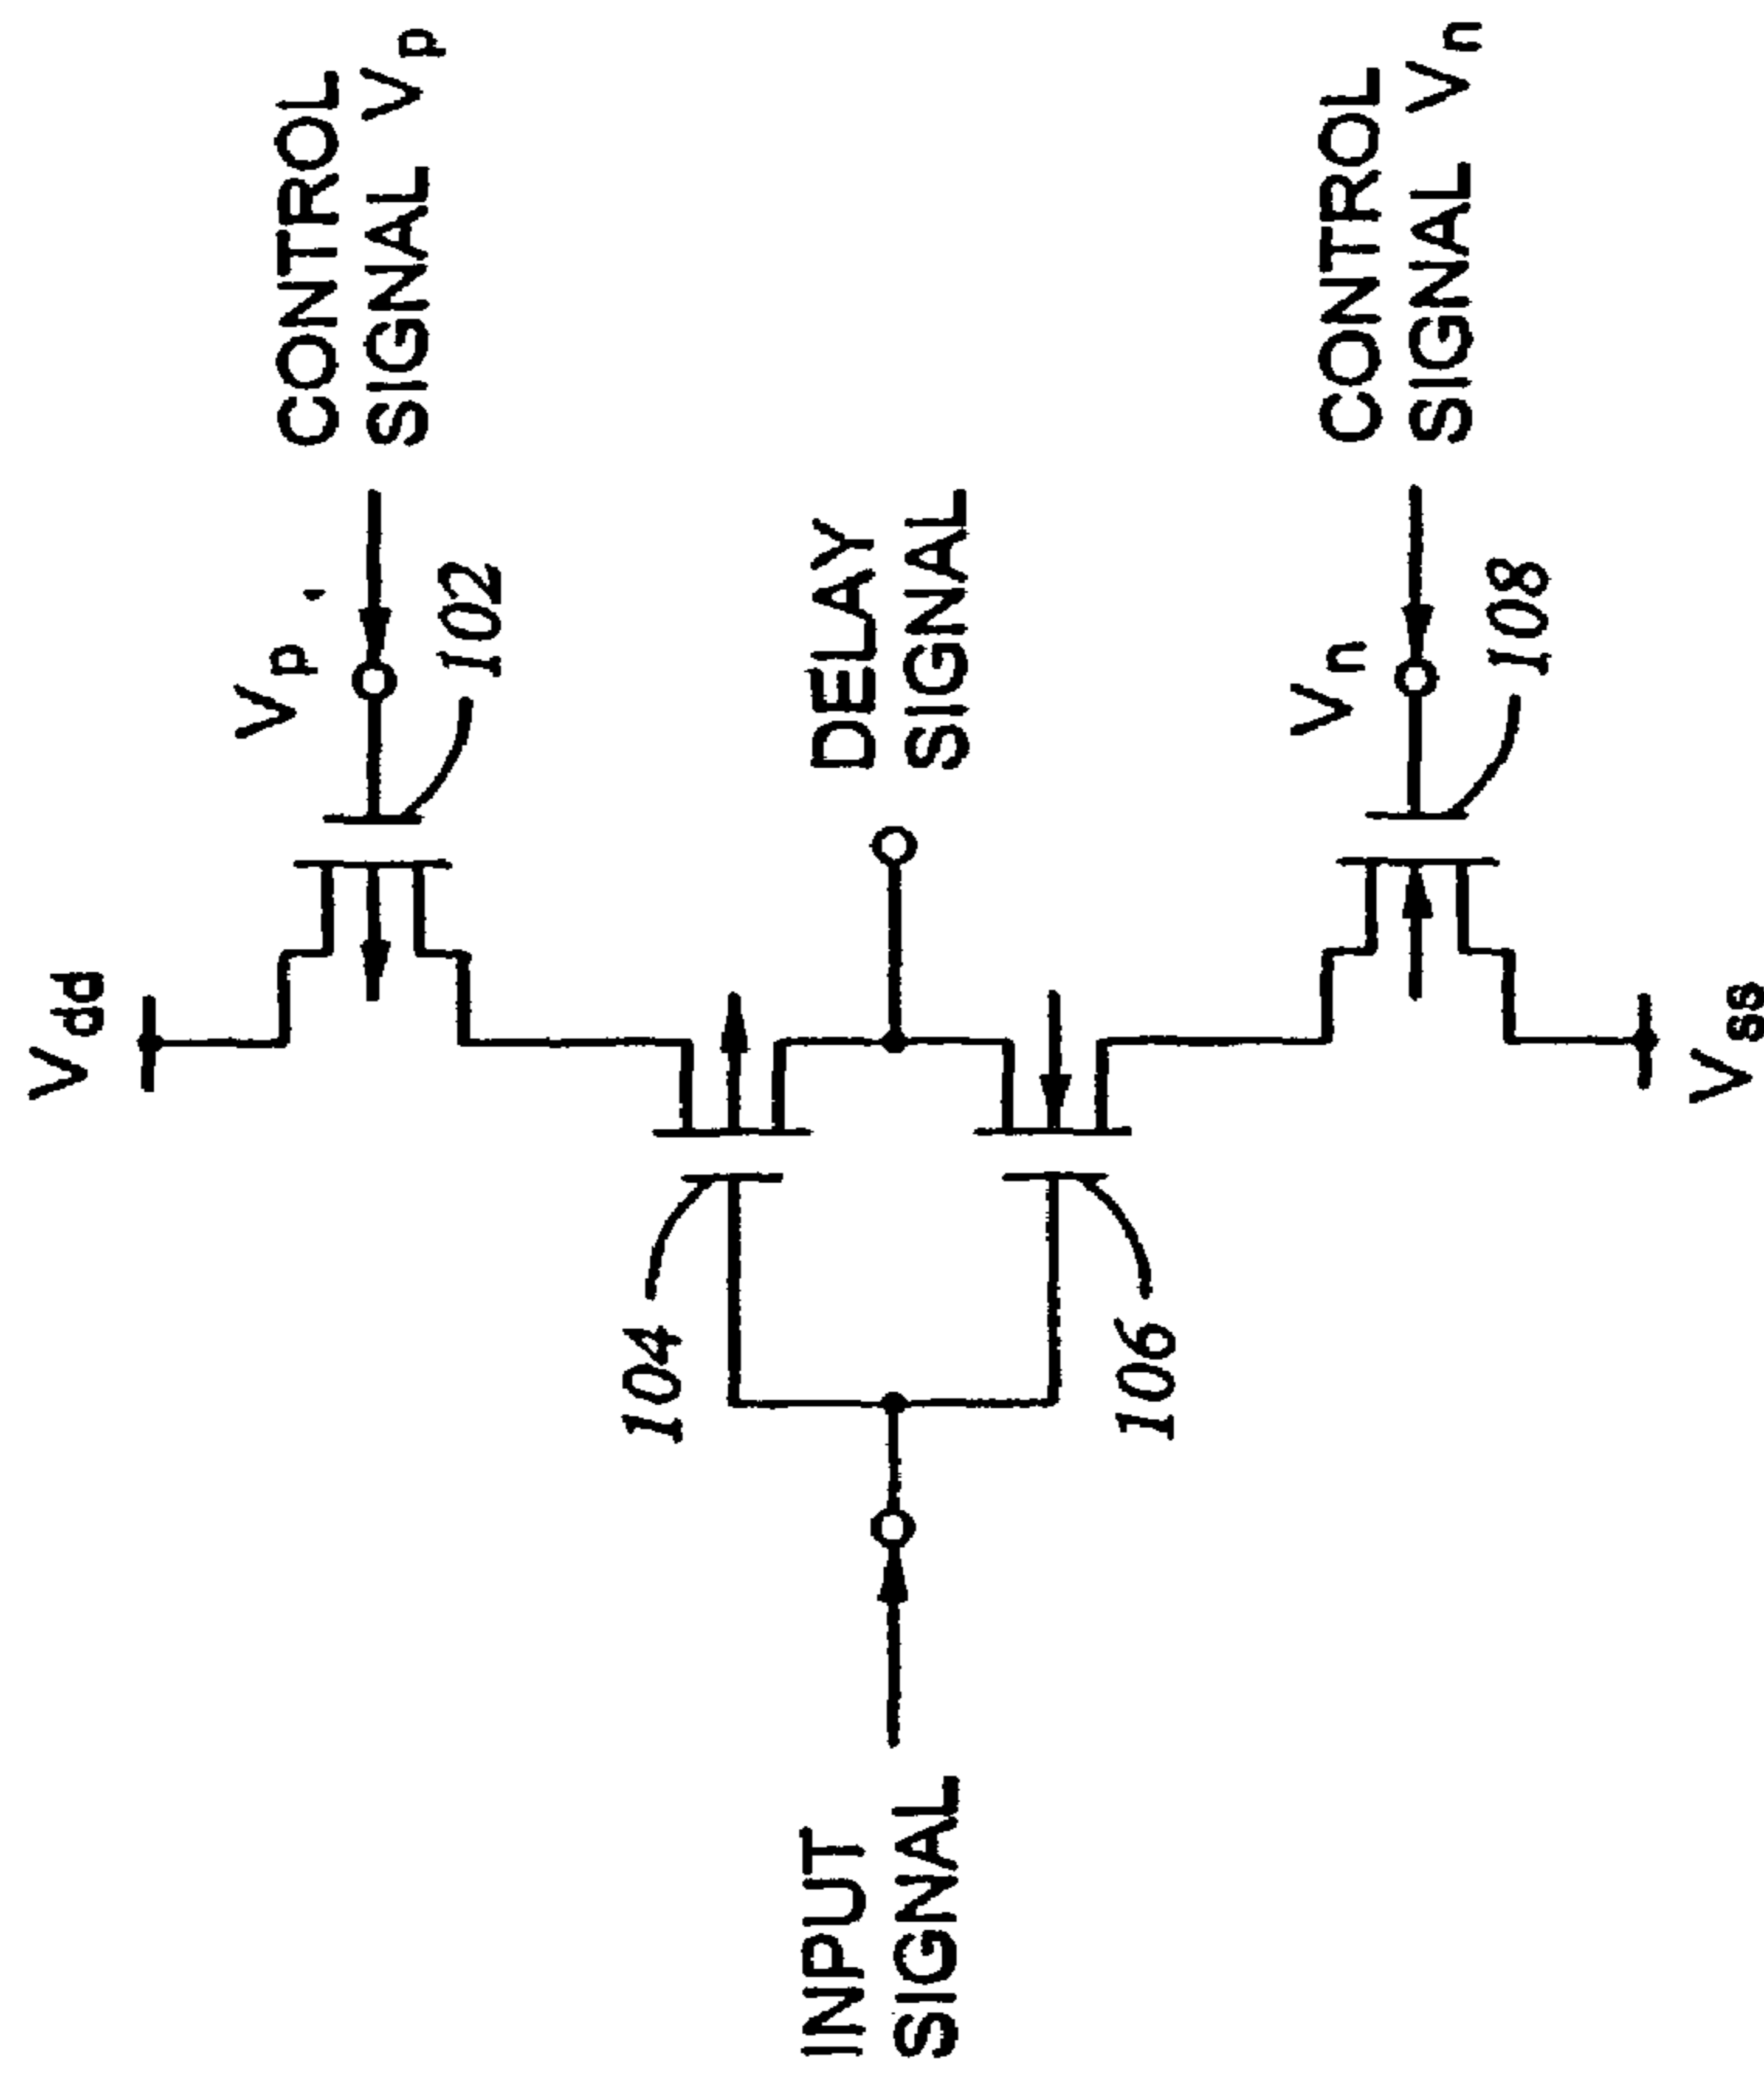 Vdd
Vp
CONTROL
SIGNAL Vp
102
104
DELAY
SIGNAL
INPUT
SIGNAL
106
Vn
CONTROL
SIGNAL Vn
108
Vss